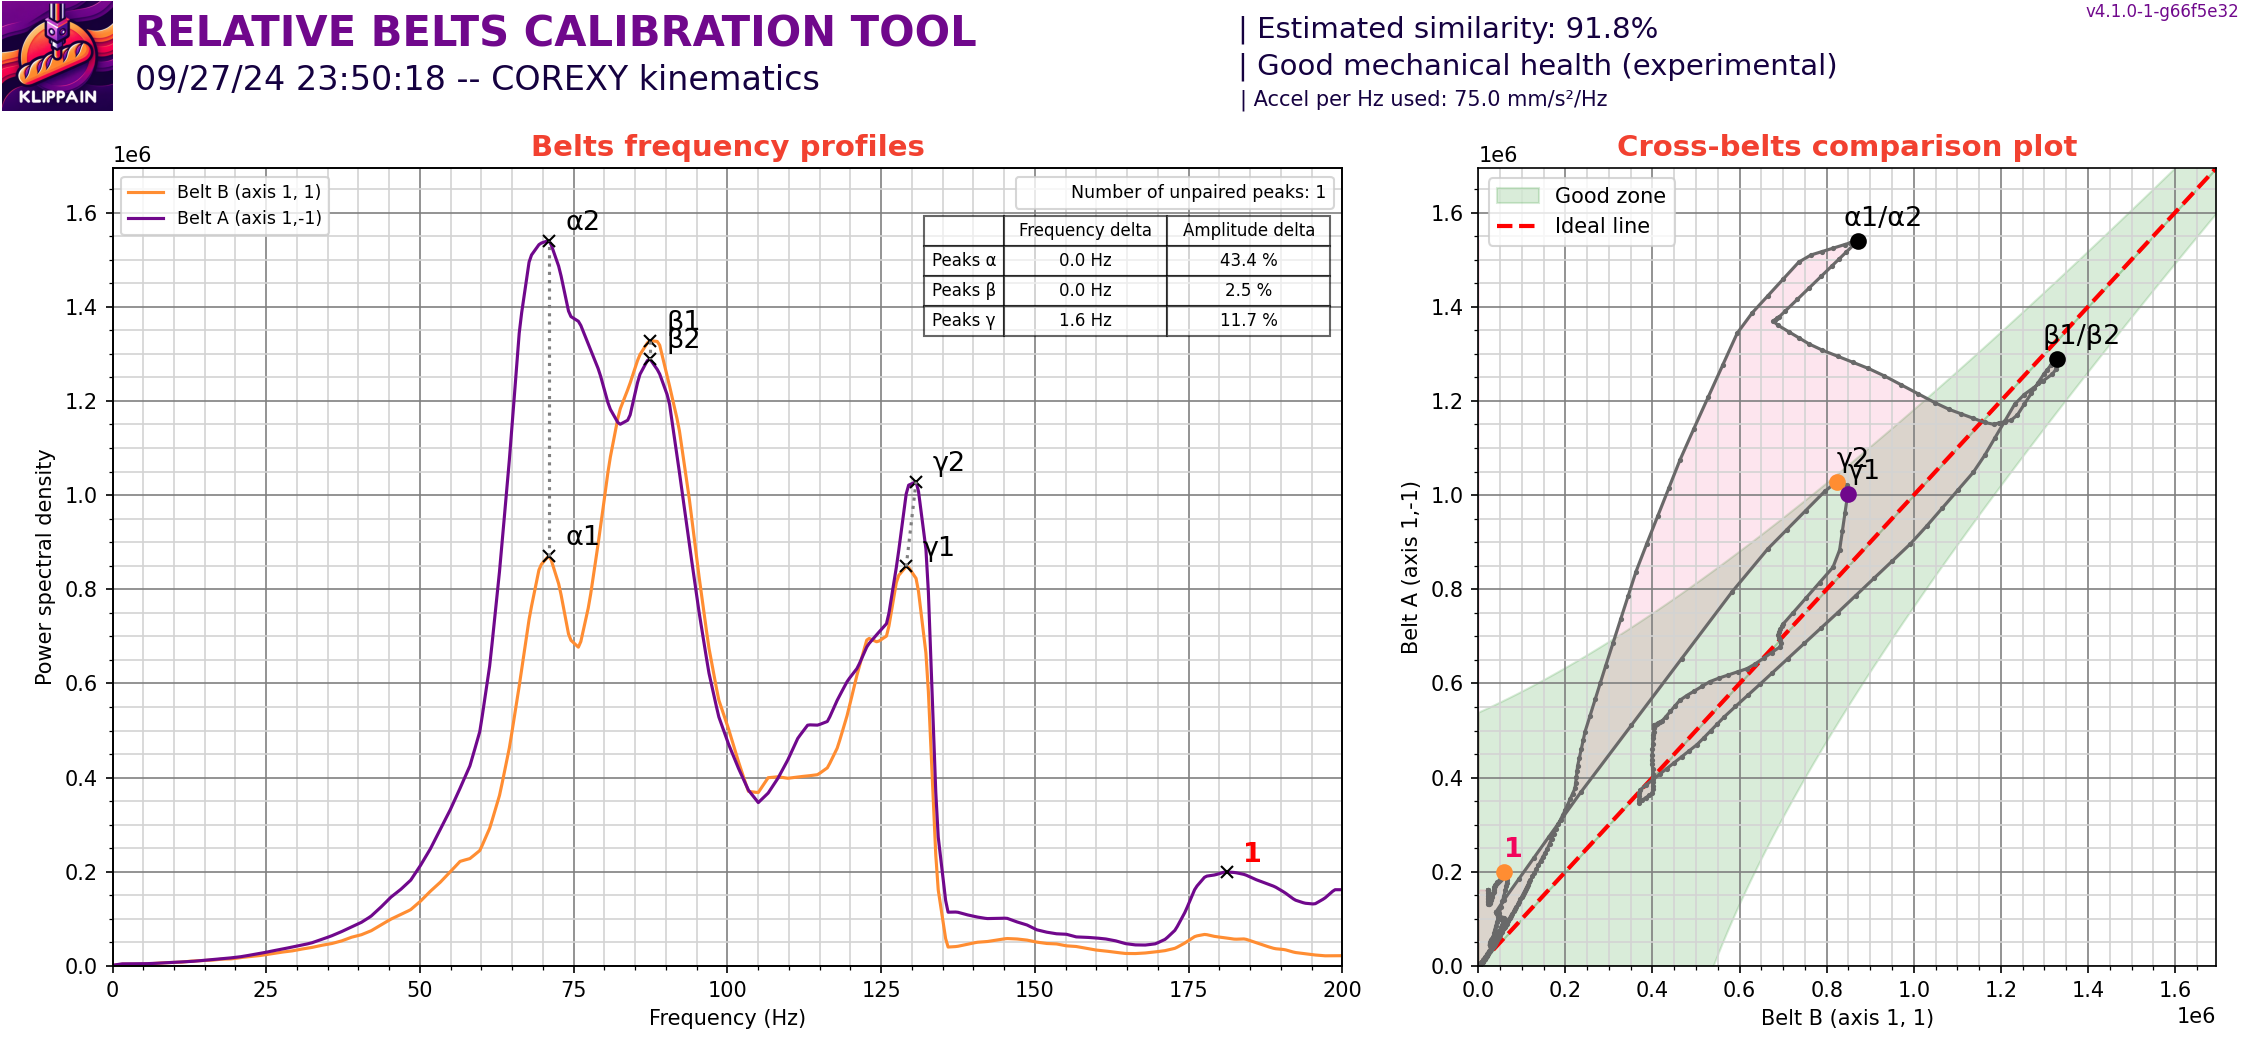 KLIPPAIN
RELATIVE BELTS CALIBRATION TOOL
09/27/24 23:50:18 -- COREXY kinematics
| Estimated similarity: 91.8%
| Good mechanical health (experimental)
| Accel per Hz used: 75.0 mm/s²/Hz
v4.1.0-1-g66f5e32
Belts frequency profiles
1e6
Belt B (axis 1, 1)
Belt A (axis 1,-1)
Number of unpaired peaks: 1
Frequency delta Amplitude delta
Peaks α 0.0 Hz 43.4 %
Peaks β 0.0 Hz 2.5 %
Peaks γ 1.6 Hz 11.7 %
α2
β1
β2
γ2
α1
γ1
1
1.6
1.4
1.2
1.0
0.8
0.6
0.4
0.2
0.0
Power spectral density
0 25 50 75 100 125 150 175 200
Frequency (Hz)
Cross-belts comparison plot
1e6
Good zone
Ideal line
α1/α2
β1/β2
γ2
γ1
1
1.6
1.4
1.2
1.0
0.8
0.6
0.4
0.2
0.0
Belt A (axis 1,-1)
0.0 0.2 0.4 0.6 0.8 1.0 1.2 1.4 1.6
Belt B (axis 1, 1)
1e6